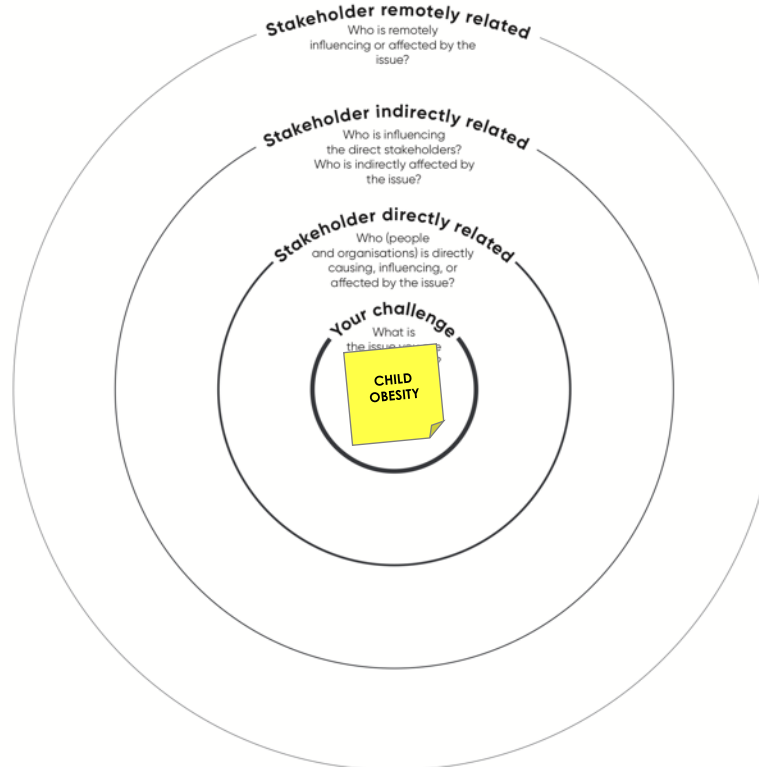 Stakeholder remotely related
Who is remotely
influencing or affected by the
issue?
Stakeholder indirectly related
Who is influencing
the direct stakeholders?
Who is indirectly affected by
the issue?
Stakeholder directly related
Who (people
and organisations) is directly
causing, influencing, or
affected by the issue?
Your challenge
What is
the issue
?
CHILD
OBESITY